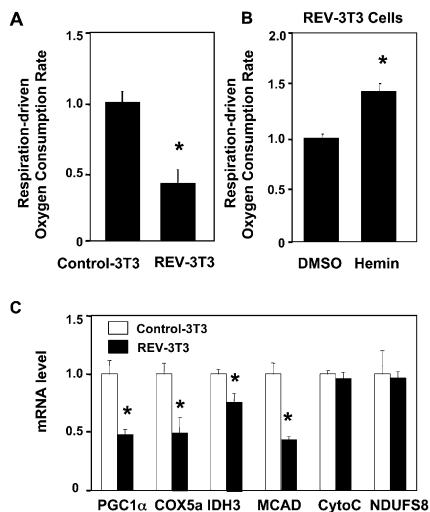 A
Respiration-driven
Oxygen Consumption Rate
1.5
1.0
0.5
0
Control-3T3 REV-3T3
*
B
REV-3T3 Cells
Respiration-driven
Oxygen Consumption Rate
2.0
1.5
1.0
0.5
0
DMSO Hemin
*
C
mRNA level
1.5
1.0
0.5
0
Control-3T3
REV-3T3
* * * *
PGC1α COX5a IDH3 MCAD CytoC NDUFS8